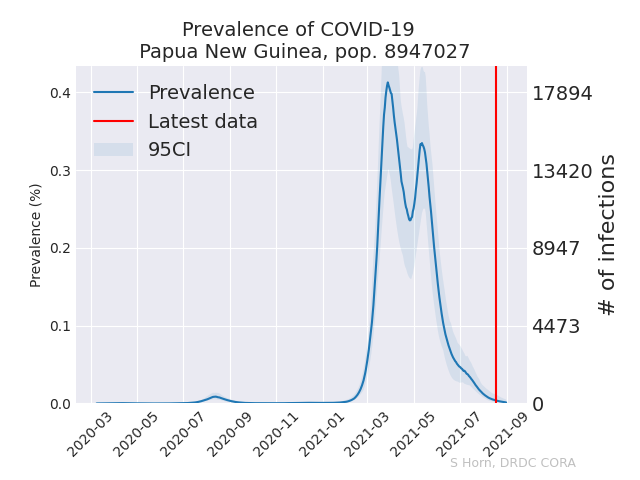 Prevalence of COVID-19
Papua New Guinea, pop. 8947027
Prevalence
Latest data
95CI
Prevalence (%)
0.4
0.3
0.2
0.1
0.0
17894
13420
8947
4473
0
# of infections
2020-03
2020-05
2020-07
2020-09
2020-11
2021-01
2021-03
2021-05
2021-07
2021-09
S Horn, DRDC CORA